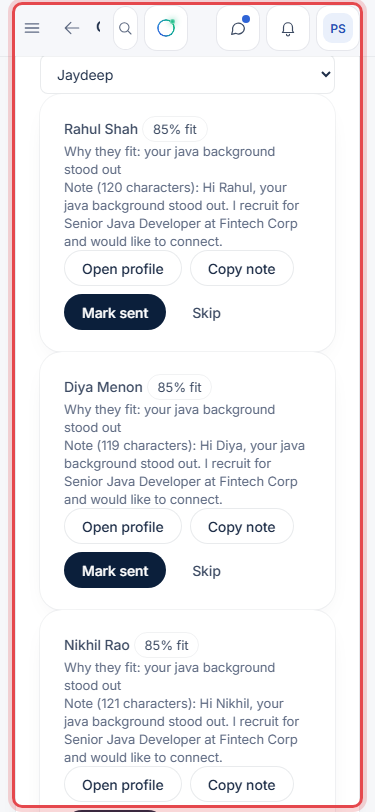 PS
Jaydeep
Rahul Shah 85% fit
Why they fit: your java background
stood out
Note (120 characters): Hi Rahul, your
java background stood out. I recruit for
Senior Java Developer at Fintech Corp
and would like to connect.
Open profile Copy note
Mark sent Skip
Diya Menon 85% fit
Why they fit: your java background
stood out
Note (119 characters): Hi Diya, your java
background stood out. I recruit for
Senior Java Developer at Fintech Corp
and would like to connect.
Open profile Copy note
Mark sent Skip
Nikhil Rao 85% fit
Why they fit: your java background
stood out
Note (121 characters): Hi Nikhil, your
java background stood out. I recruit for
Senior Java Developer at Fintech Corp
and would like to connect.
Open profile Copy note